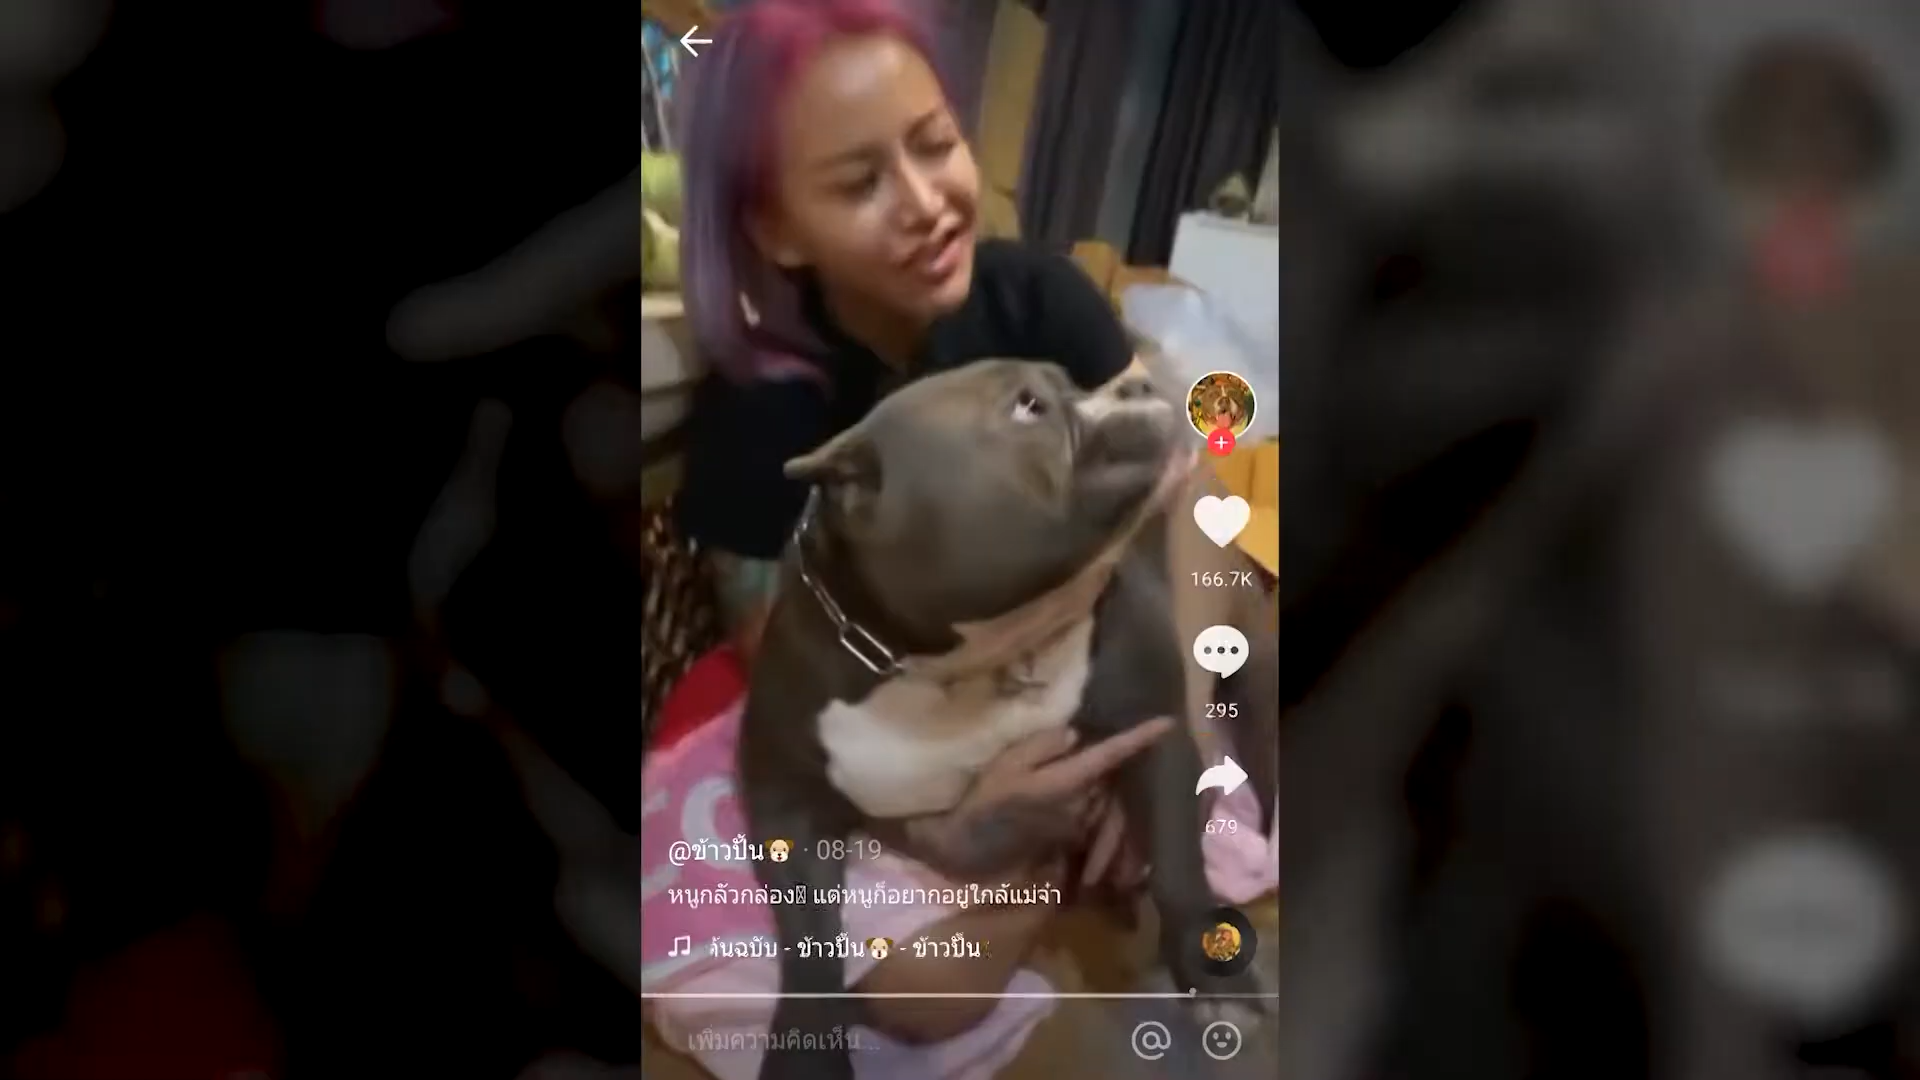 166.7K
295
679
@ข้าวปั้น🐶 · 08-19
หนูกลัวกล่อง แต่หนูก็อยากอยู่ใกล้แม่จ๋า
้นฉบับ - ข้าวปั้น🐶 - ข้าวปั้น
เพิ่มความคิดเห็น...